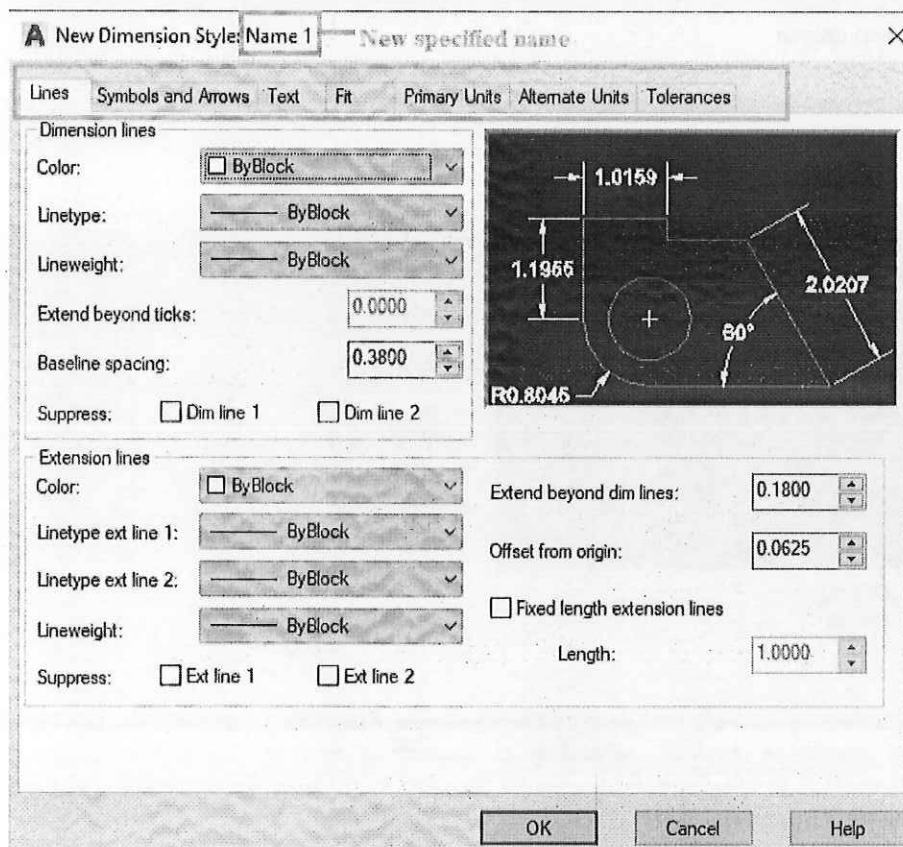 New Dimension Style: Name 1
New specified name
Lines
Symbols and Arrows
Text
Fit
Primary Units
Alternate Units
Tolerances
Dimension lines
Color:
ByBlock
Linetype:
ByBlock
Lineweight:
ByBlock
Extend beyond ticks:
0.0000
Baseline spacing:
0.3800
Suppress:
Dim line 1
Dim line 2
1.0159
1.1955
2.0207
60°
R0.8045
Extension lines
Color:
ByBlock
Linetype ext line 1:
ByBlock
Linetype ext line 2:
ByBlock
Lineweight:
ByBlock
Suppress:
Ext line 1
Ext line 2
Extend beyond dim lines:
0.1800
Offset from origin:
0.0625
Fixed length extension lines
Length:
1.0000
OK
Cancel
Help